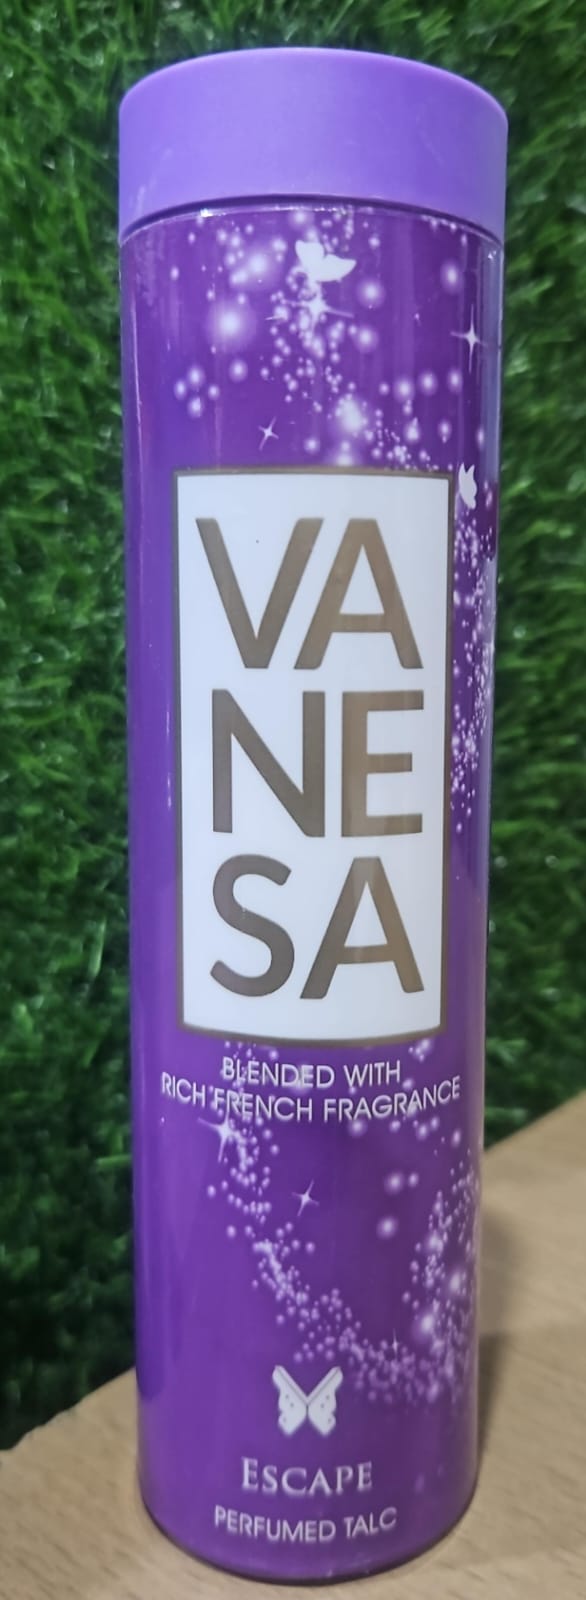 VA
NE
SA
BLENDED WITH
RICH FRENCH FRAGRANCE
ESCAPE
PERFUMED TALC